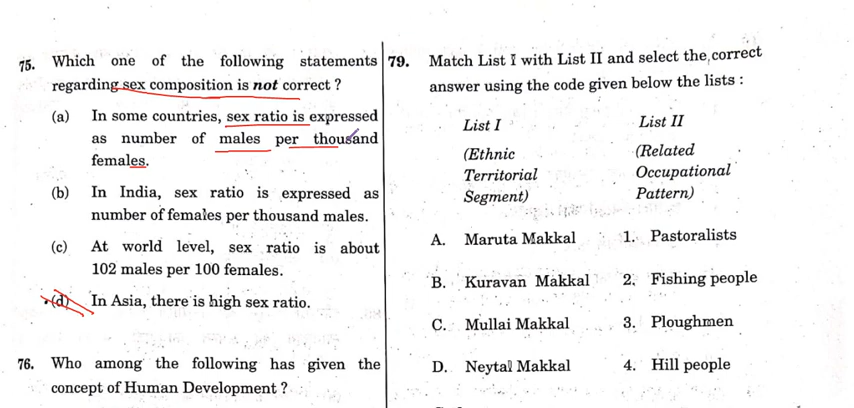 75. Which one of the following statements
regarding sex composition is not correct ?
(a) In some countries, sex ratio is expressed
as number of males per thousand
females.
(b) In India, sex ratio is expressed as
number of females per thousand males.
(c) At world level, sex ratio is about
102 males per 100 females.
(d) In Asia, there is high sex ratio.
76. Who among the following has given the
concept of Human Development ?
79. Match List I with List II and select the correct
answer using the code given below the lists :
List I List II
(Ethnic (Related
Territorial Occupational
Segment) Pattern)
A. Maruta Makkal 1. Pastoralists
B. Kuravan Makkal 2. Fishing people
C. Mullai Makkal 3. Ploughmen
D. Neytal Makkal 4. Hill people